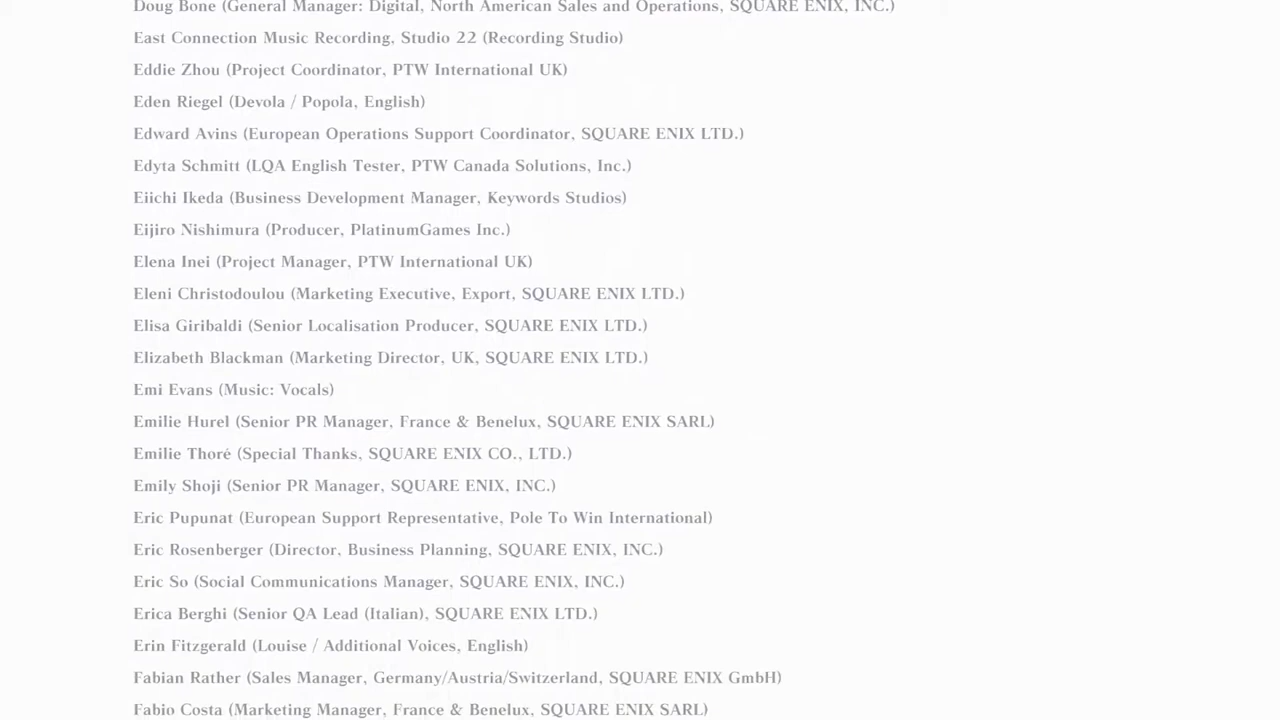 Doug Bone (General Manager: Digital, North American Sales and Operations, SQUARE ENIX, INC.)
East Connection Music Recording, Studio 22 (Recording Studio)
Eddie Zhou (Project Coordinator, PTW International UK)
Eden Riegel (Devola / Popola, English)
Edward Avins (European Operations Support Coordinator, SQUARE ENIX LTD.)
Edyta Schmitt (LQA English Tester, PTW Canada Solutions, Inc.)
Eiichi Ikeda (Business Development Manager, Keywords Studios)
Eijiro Nishimura (Producer, PlatinumGames Inc.)
Elena Inei (Project Manager, PTW International UK)
Eleni Christodoulou (Marketing Executive, Export, SQUARE ENIX LTD.)
Elisa Giribaldi (Senior Localisation Producer, SQUARE ENIX LTD.)
Elizabeth Blackman (Marketing Director, UK, SQUARE ENIX LTD.)
Emi Evans (Music: Vocals)
Emilie Hurel (Senior PR Manager, France & Benelux, SQUARE ENIX SARL)
Emilie Thoré (Special Thanks, SQUARE ENIX CO., LTD.)
Emily Shoji (Senior PR Manager, SQUARE ENIX, INC.)
Eric Pupunat (European Support Representative, Pole To Win International)
Eric Rosenberger (Director, Business Planning, SQUARE ENIX, INC.)
Eric So (Social Communications Manager, SQUARE ENIX, INC.)
Erica Berghi (Senior QA Lead (Italian), SQUARE ENIX LTD.)
Erin Fitzgerald (Louise / Additional Voices, English)
Fabian Rather (Sales Manager, Germany/Austria/Switzerland, SQUARE ENIX GmbH)
Fabio Costa (Marketing Manager, France & Benelux, SQUARE ENIX SARL)